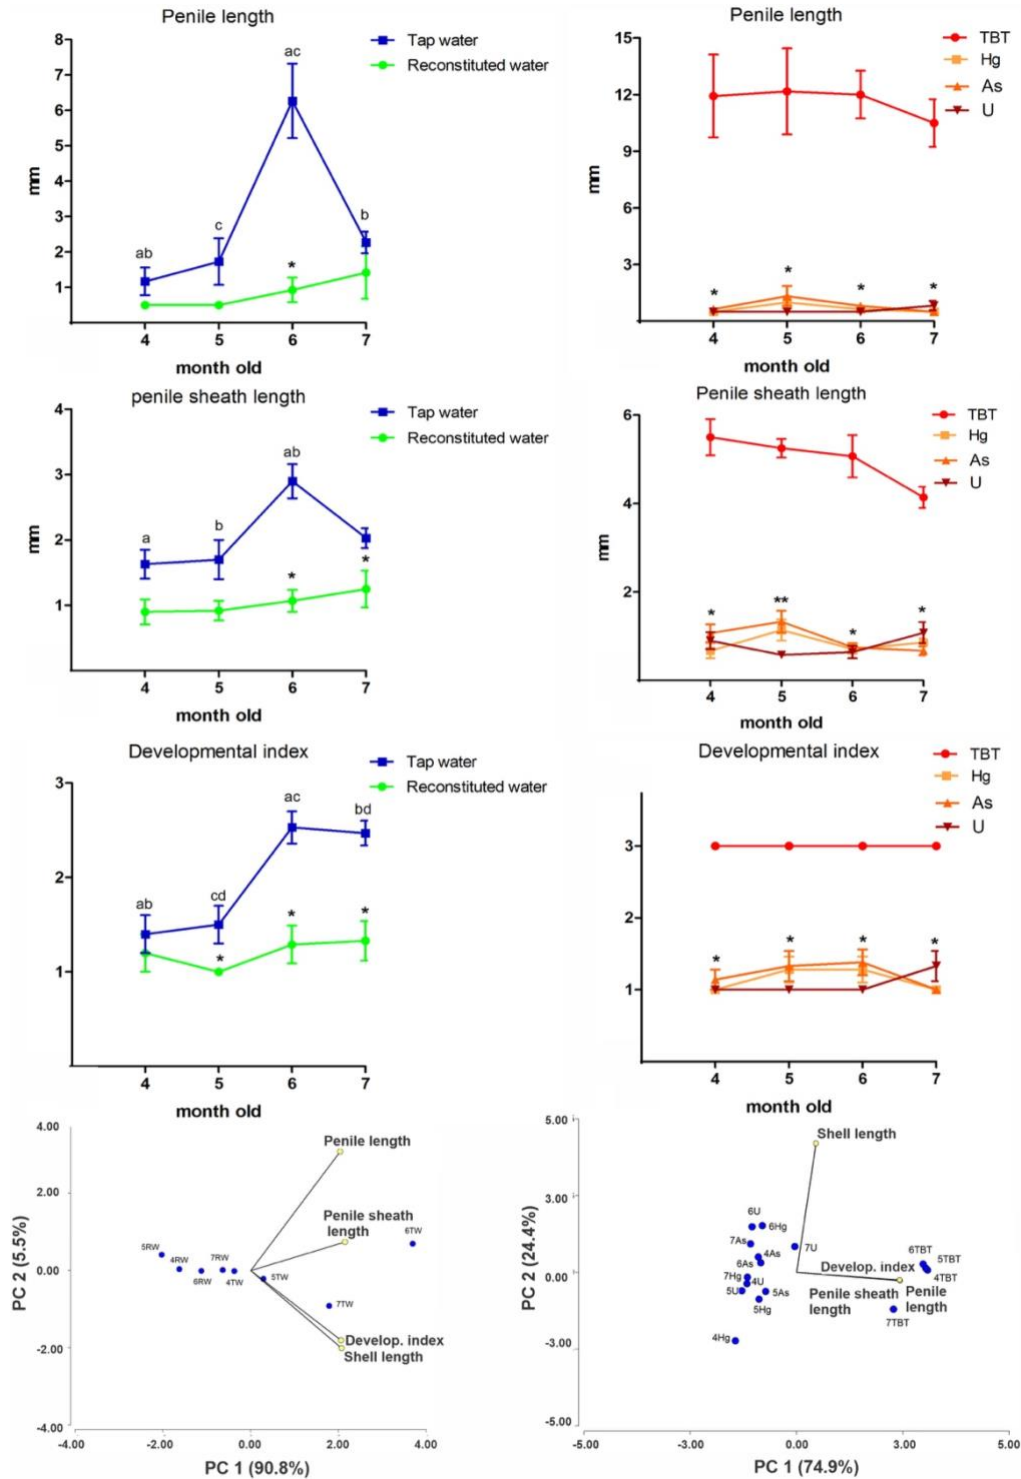 Penile length
Tap water
Reconstituted water
8
7
6
5
4
3
2
1
mm
ab
c
ac
b
*
4 5 6 7
month old
Penile length
TBT
Hg
As
U
15
12
9
6
3
mm
* * * *
4 5 6 7
month old
penile sheath length
Tap water
Reconstituted water
4
3
2
1
mm
a
b
ab
* *
4 5 6 7
month old
Penile sheath length
TBT
Hg
As
U
6
4
2
mm
* ** * *
4 5 6 7
month old
Developmental index
Tap water
Reconstituted water
3
2
1
ab
cd
ac
bd
* * *
4 5 6 7
month old
Developmental index
TBT
Hg
As
U
3
2
1
* * * *
4 5 6 7
month old
4.00
2.00
0.00
-2.00
-4.00
PC 2 (5.5%)
Penile length
Penile sheath
length
6TW
5RW
4RW
6RW
7RW
4TW
5TW
7TW
Develop. index
Shell length
-4.00 -2.00 0.00 2.00 4.00
PC 1 (90.8%)
5.00
3.00
0.00
-3.00
-5.00
PC 2 (24.4%)
Shell length
6U
6Hg
7As
7U
4As
6As
7Hg
4U
5U
5As
5Hg
4Hg
Develop. index
6TBT
5TBT
4TBT
Penile sheath
length
Penile
length
7TBT
-5.00 -3.00 0.00 3.00 5.00
PC 1 (74.9%)